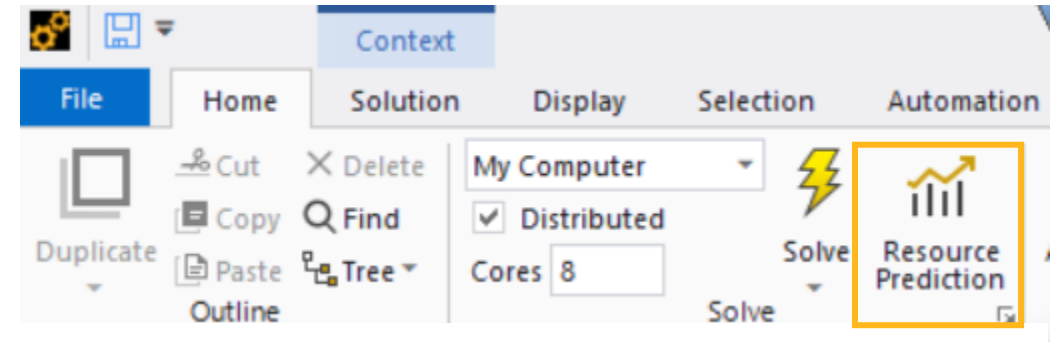 Context
File Home Solution Display Selection Automation
Cut Delete My Computer
Copy Find Distributed
Duplicate Paste Tree Cores 8 Solve Resource Prediction
Outline Solve